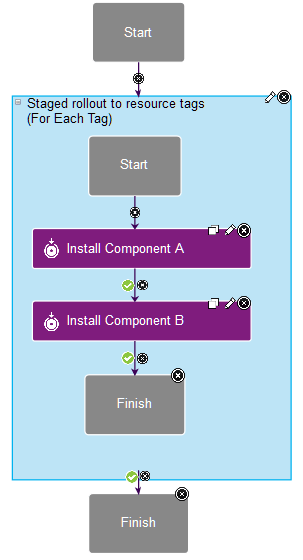 Start
Staged rollout to resource tags
(For Each Tag)
Start
Install Component A
Install Component B
Finish
Finish